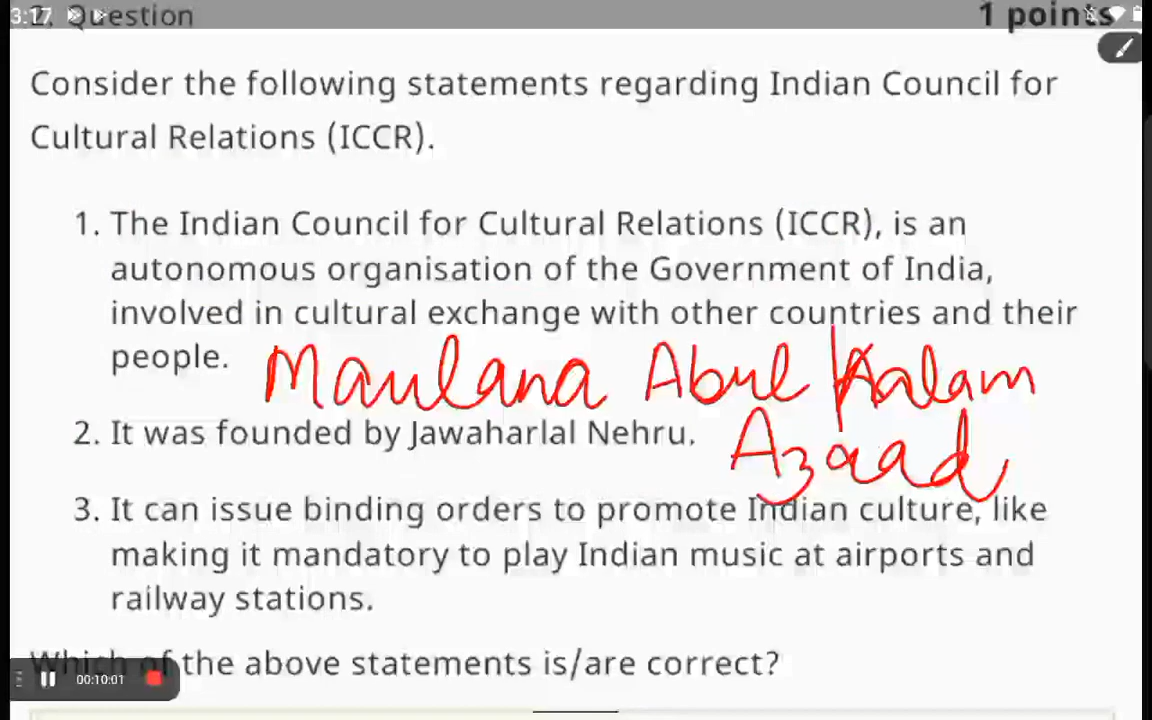 3:17
2. Question
1 points
Consider the following statements regarding Indian Council for
Cultural Relations (ICCR).
1. The Indian Council for Cultural Relations (ICCR), is an
autonomous organisation of the Government of India,
involved in cultural exchange with other countries and their
people.
Maulana Abul Kalam
2. It was founded by Jawaharlal Nehru.
Azaad
3. It can issue binding orders to promote Indian culture, like
making it mandatory to play Indian music at airports and
railway stations.
Which of the above statements is/are correct?
00:10:01